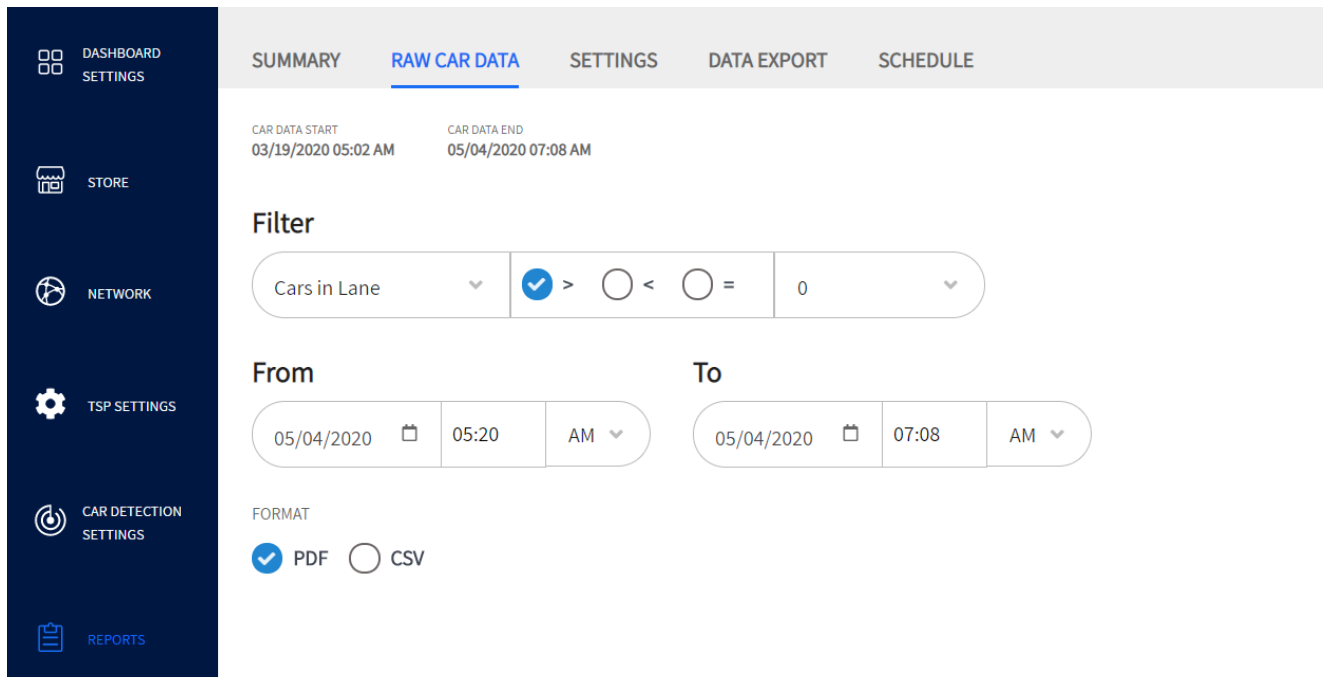 DASHBOARD
SETTINGS
STORE
NETWORK
TSP SETTINGS
CAR DETECTION
SETTINGS
REPORTS
SUMMARY RAW CAR DATA SETTINGS DATA EXPORT SCHEDULE
CAR DATA START CAR DATA END
03/19/2020 05:02 AM 05/04/2020 07:08 AM
Filter
Cars in Lane > < = 0
From To
05/04/2020 05:20 AM 05/04/2020 07:08 AM
FORMAT
PDF CSV